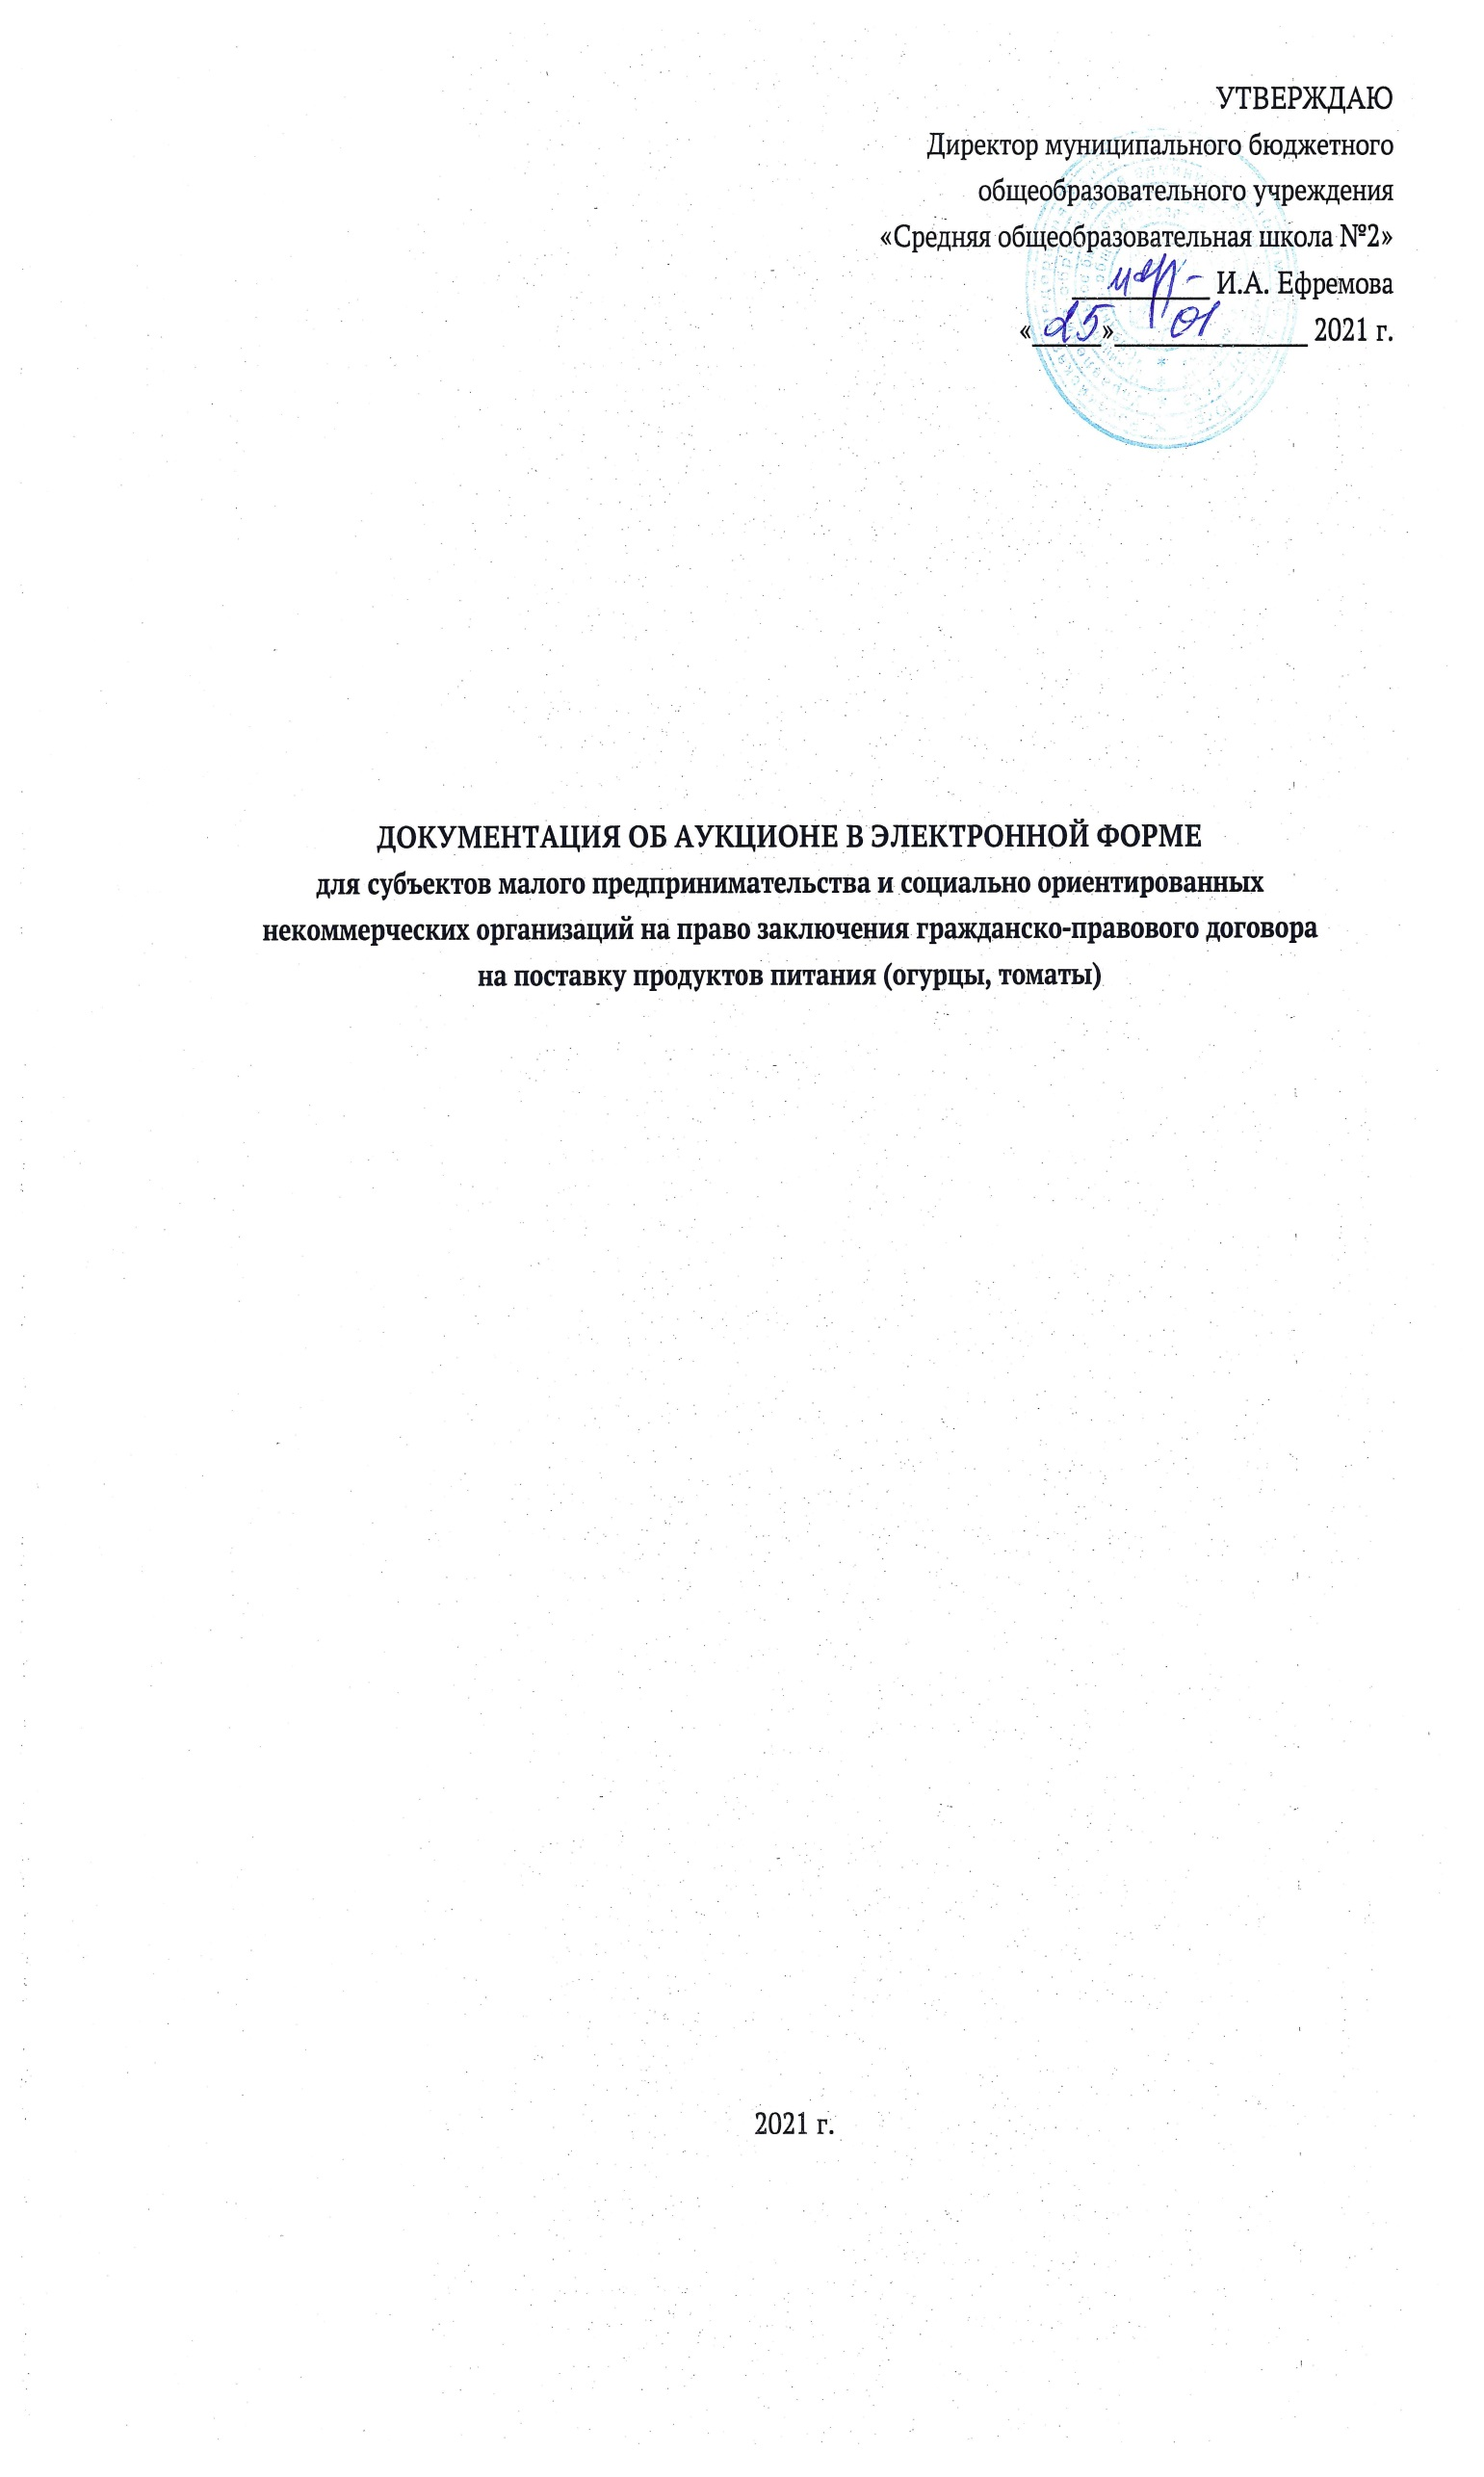 УТВЕРЖДАЮ
Директор муниципального бюджетного
общеобразовательного учреждения
«Средняя общеобразовательная школа №2»
И.А. Ефремова
«25» 01 2021 г.
ДОКУМЕНТАЦИЯ ОБ АУКЦИОНЕ В ЭЛЕКТРОННОЙ ФОРМЕ
для субъектов малого предпринимательства и социально ориентированных
некоммерческих организаций на право заключения гражданско-правового договора
на поставку продуктов питания (огурцы, томаты)
2021 г.